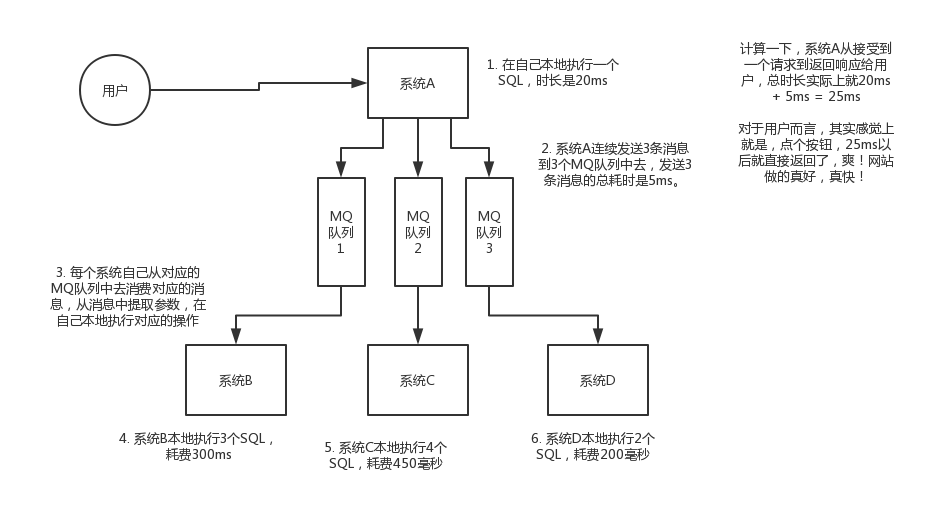 用户
系统A
1. 在自己本地执行一个
SQL，时长是20ms
计算一下，系统A从接受到
一个请求到返回响应给用
户，总时长实际上就20ms
+ 5ms = 25ms
对于用户而言，其实感觉上
就是，点个按钮，25ms以
后就直接返回了，爽！网站
做的真好，真快！
2. 系统A连续发送3条消息
到3个MQ队列中去，发送3
条消息的总耗时是5ms。
MQ
队列
1
MQ
队列
2
MQ
队列
3
3. 每个系统自己从对应的
MQ队列中去消费对应的消
息，从消息中提取参数，在
自己本地执行对应的操作
系统B
系统C
系统D
4. 系统B本地执行3个SQL，
耗费300ms
5. 系统C本地执行4个
SQL，耗费450毫秒
6. 系统D本地执行2个
SQL，耗费200毫秒